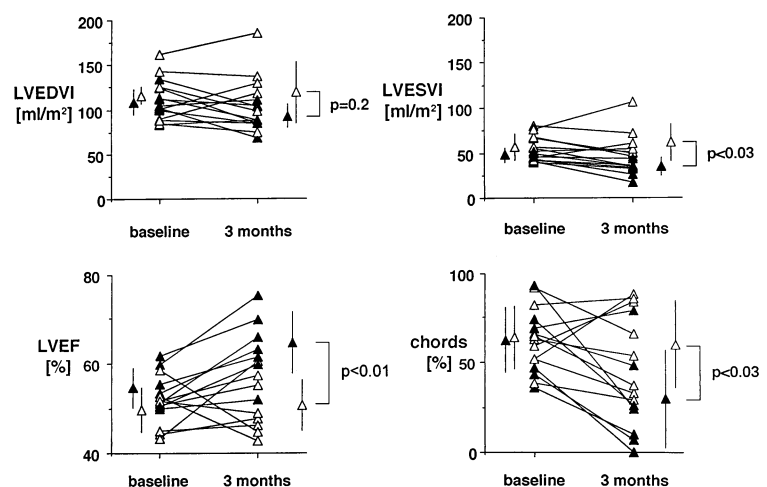 200
150
LVEDVI
[ml/m²]
100
50
0
p=0.2
baseline 3 months
200
150
LVESVI
[ml/m²]
100
50
0
p<0.03
baseline 3 months
80
LVEF
[%]
60
40
p<0.01
baseline 3 months
100
chords
[%]
50
0
p<0.03
baseline 3 months